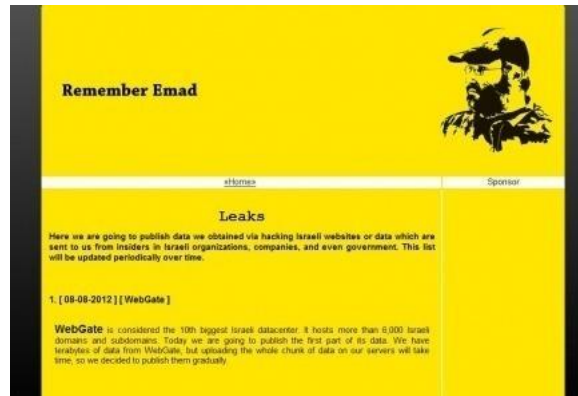 Remember Emad
»Home»
Sponsor
Leaks
Here we are going to publish data we obtained via hacking Israeli websites or data which are
sent to us from insiders in Israeli organizations, companies, and even government. This list
will be updated periodically over time.
1. [ 08-08-2012 ] [ WebGate ]
WebGate is considered the 10th biggest Israeli datacenter. It hosts more than 6,000 Israeli
domains and subdomains. Today we are going to publish the first part of its data. We have
terabytes of data from WebGate, but uploading the whole chunk of data on our servers will take
time, so we decided to publish them gradually.